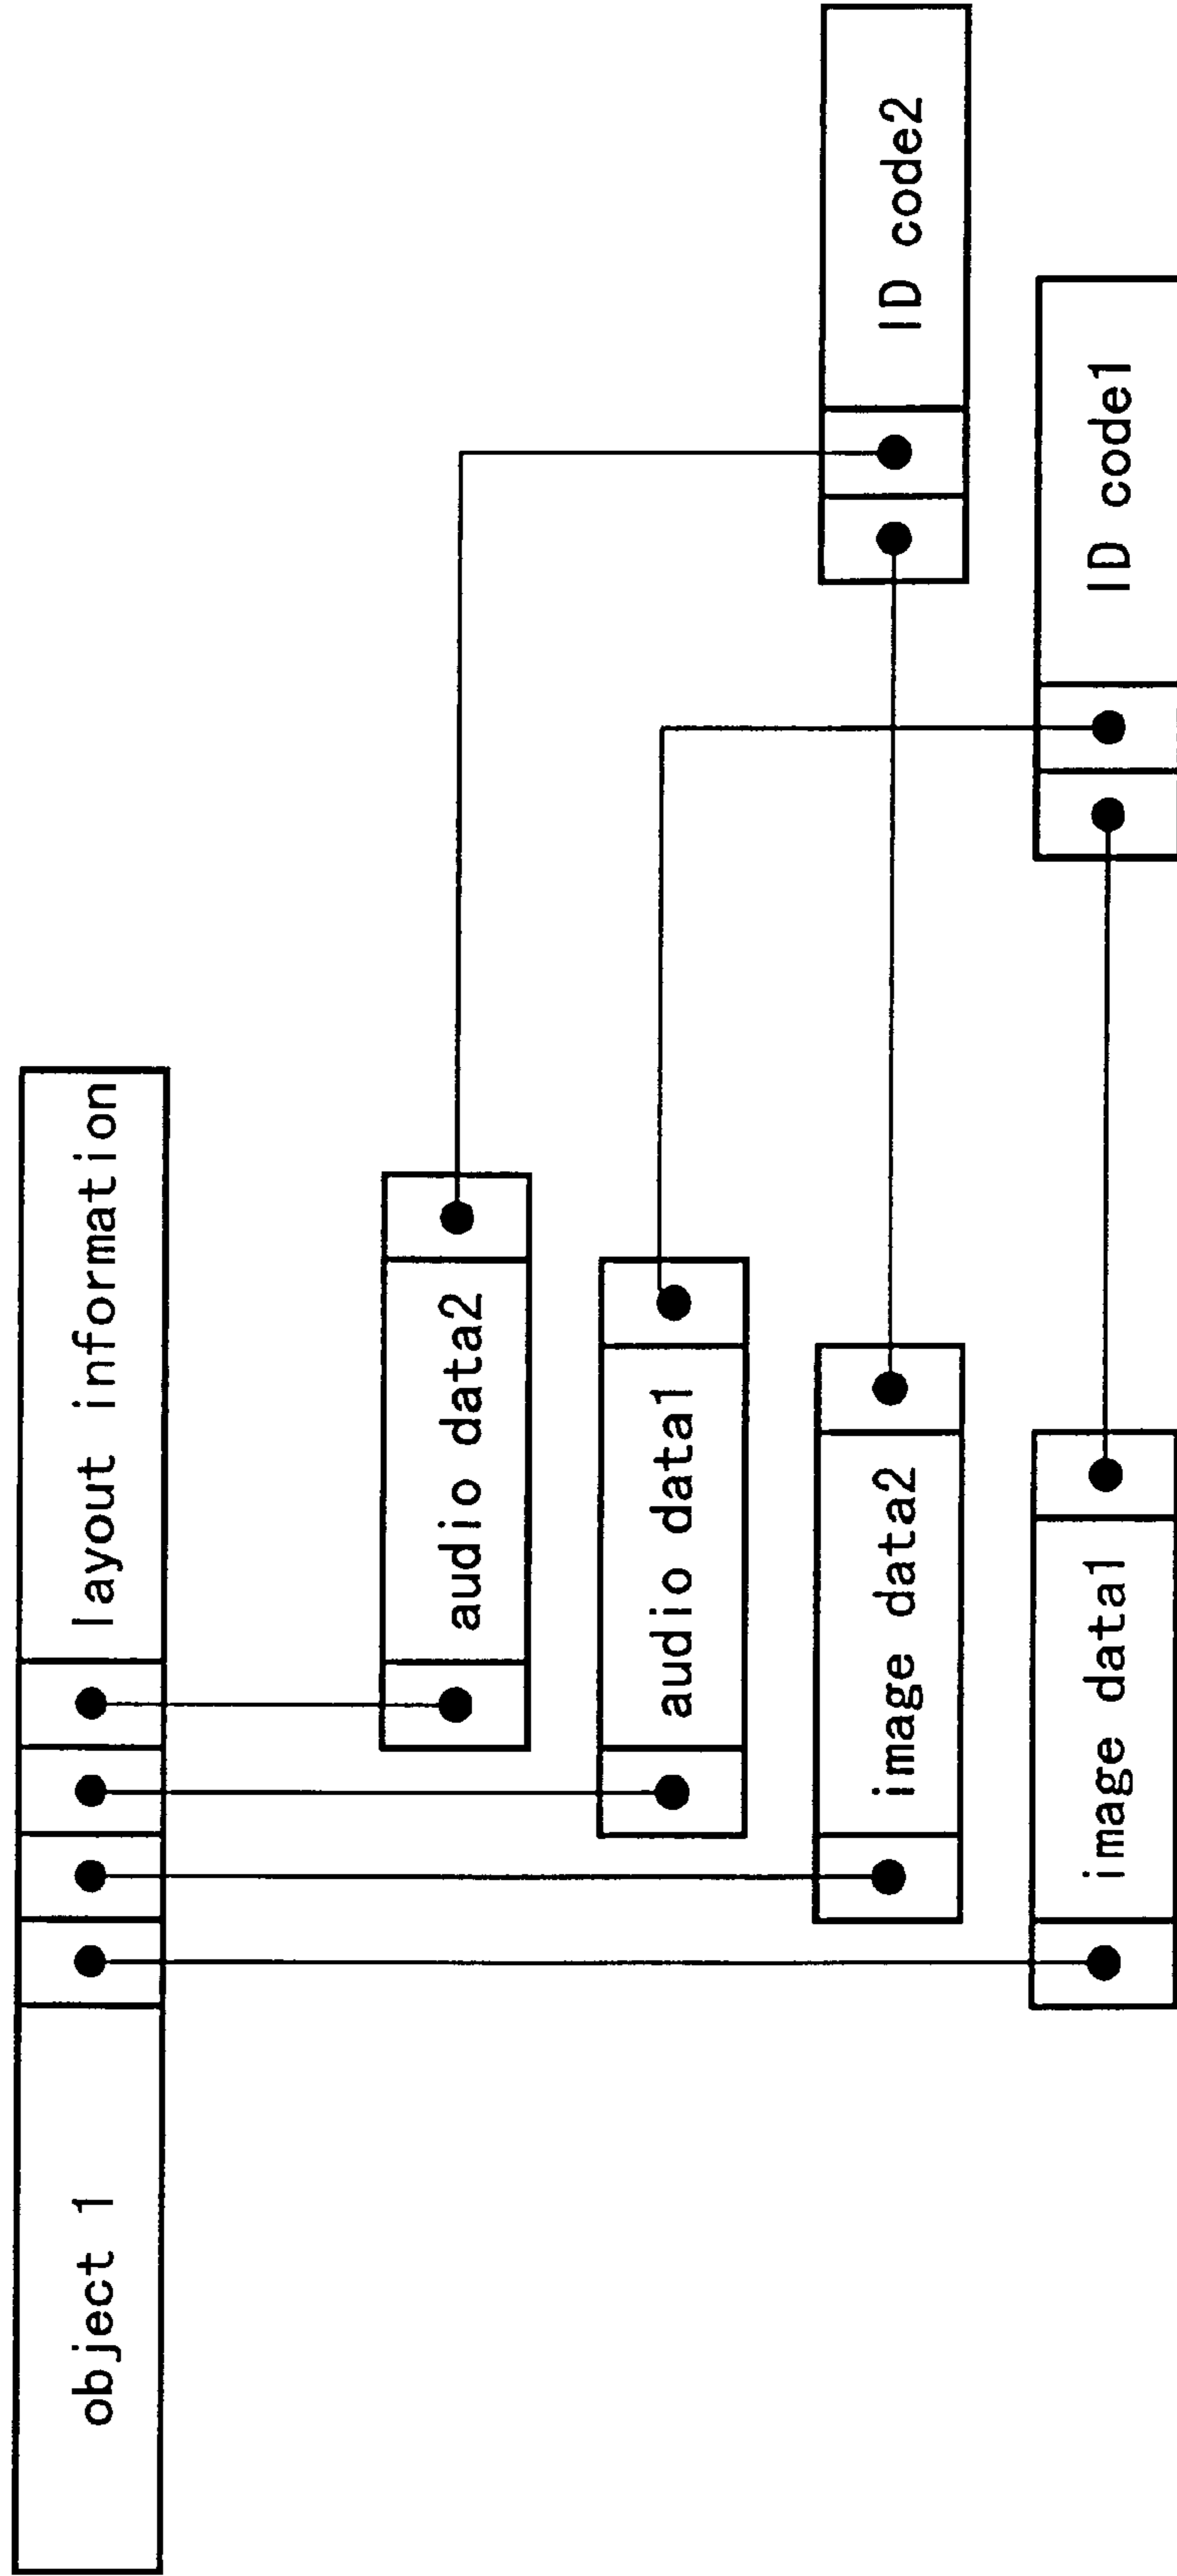 object 1
layout information
audio data2
audio data1
image data2
image data1
ID code2
ID code1